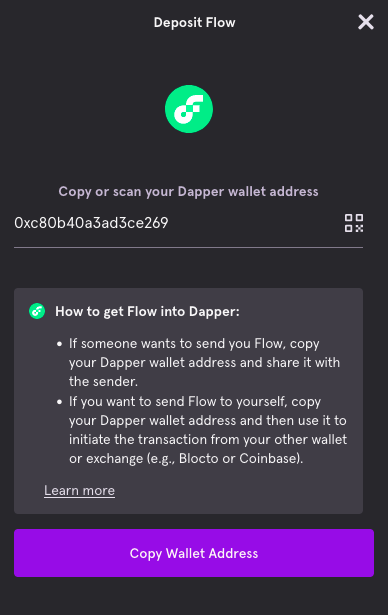 Deposit Flow
Copy or scan your Dapper wallet address
0xc80b40a3ad3ce269
How to get Flow into Dapper:
• If someone wants to send you Flow, copy
your Dapper wallet address and share it with
the sender.
• If you want to send Flow to yourself, copy
your Dapper wallet address and then use it to
initiate the transaction from your other wallet
or exchange (e.g., Blocto or Coinbase).
Learn more
Copy Wallet Address